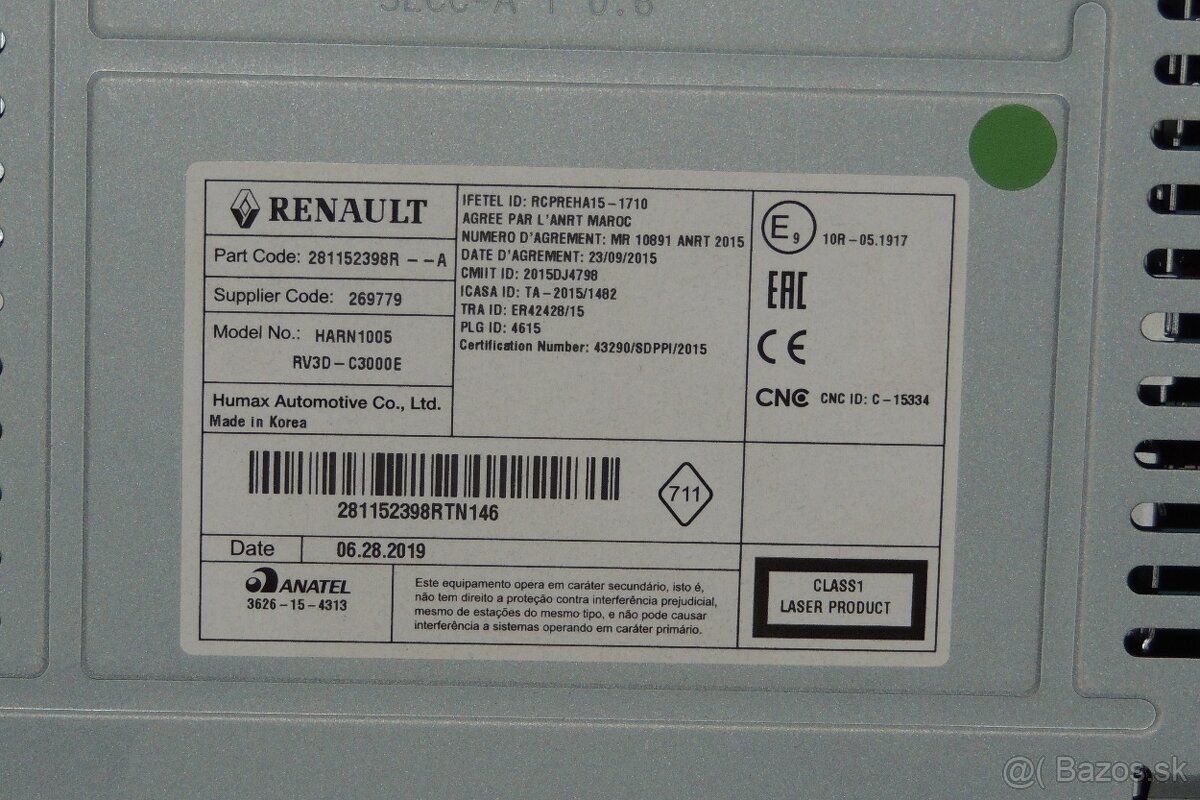 SECC-A T 0.8
RENAULT
Part Code: 281152398R - - A
Supplier Code: 269779
Model No.: HARN1005
RV3D-C3000E
Humax Automotive Co., Ltd.
Made in Korea
IFETEL ID: RCPREHA15-1710
AGREE PAR L'ANRT MAROC
NUMERO D'AGREMENT: MR 10891 ANRT 2015
DATE D'AGREMENT: 23/09/2015
CMIIT ID: 2015DJ4798
ICASA ID: TA-2015/1482
TRA ID: ER42428/15
PLG ID: 4615
Certification Number: 43290/SDPPI/2015
E9 10R-05.1917
EAC
CE
CNC CNC ID: C-15334
281152398RTN146
711
Date 06.28.2019
ANATEL
3626-15-4313
Este equipamento opera em caráter secundário, isto é,
não tem direito a proteção contra interferência prejudicial,
mesmo de estações do mesmo tipo, e não pode causar
interferência a sistemas operando em caráter primário.
CLASS1
LASER PRODUCT
@( Bazos.sk